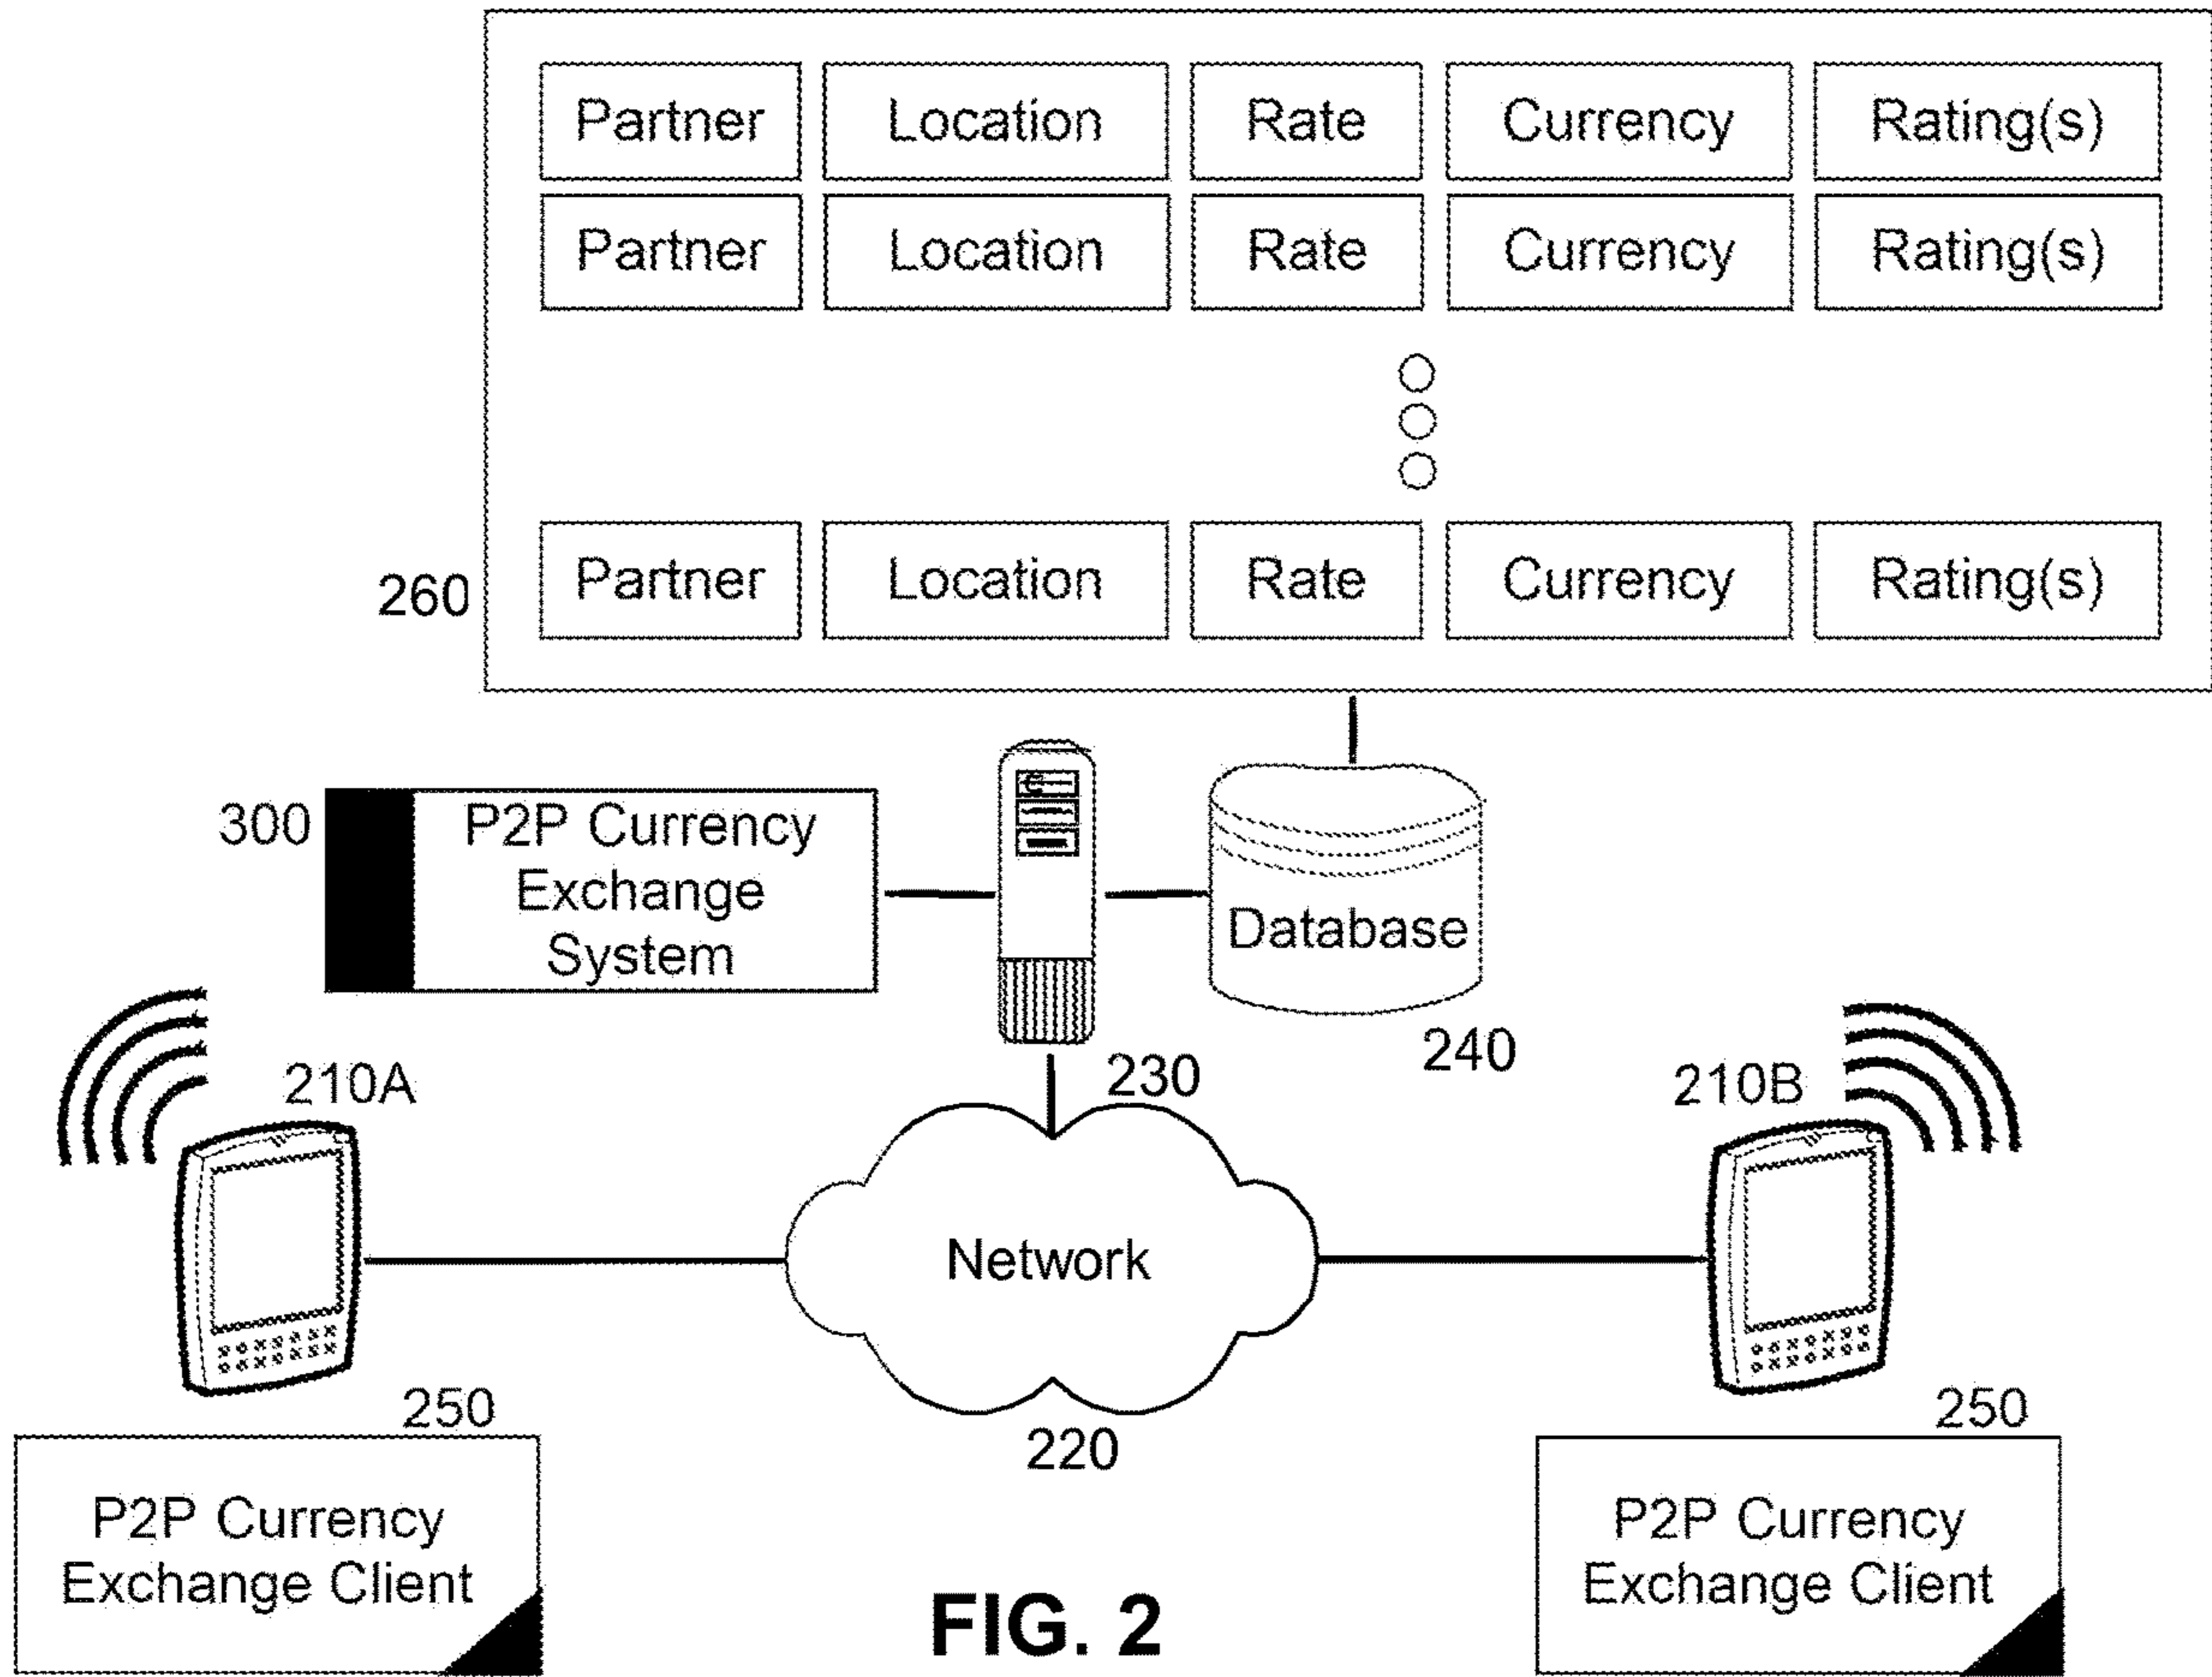 Partner Location Rate Currency Rating(s)
Partner Location Rate Currency Rating(s)
260 Partner Location Rate Currency Rating(s)
300
P2P Currency
Exchange
System
Database
240
230
210A
210B
Network
220
250
P2P Currency
Exchange Client
250
P2P Currency
Exchange Client
FIG. 2